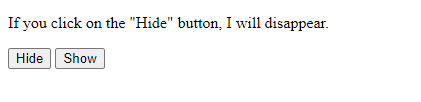 If you click on the "Hide" button, I will disappear.
Hide Show